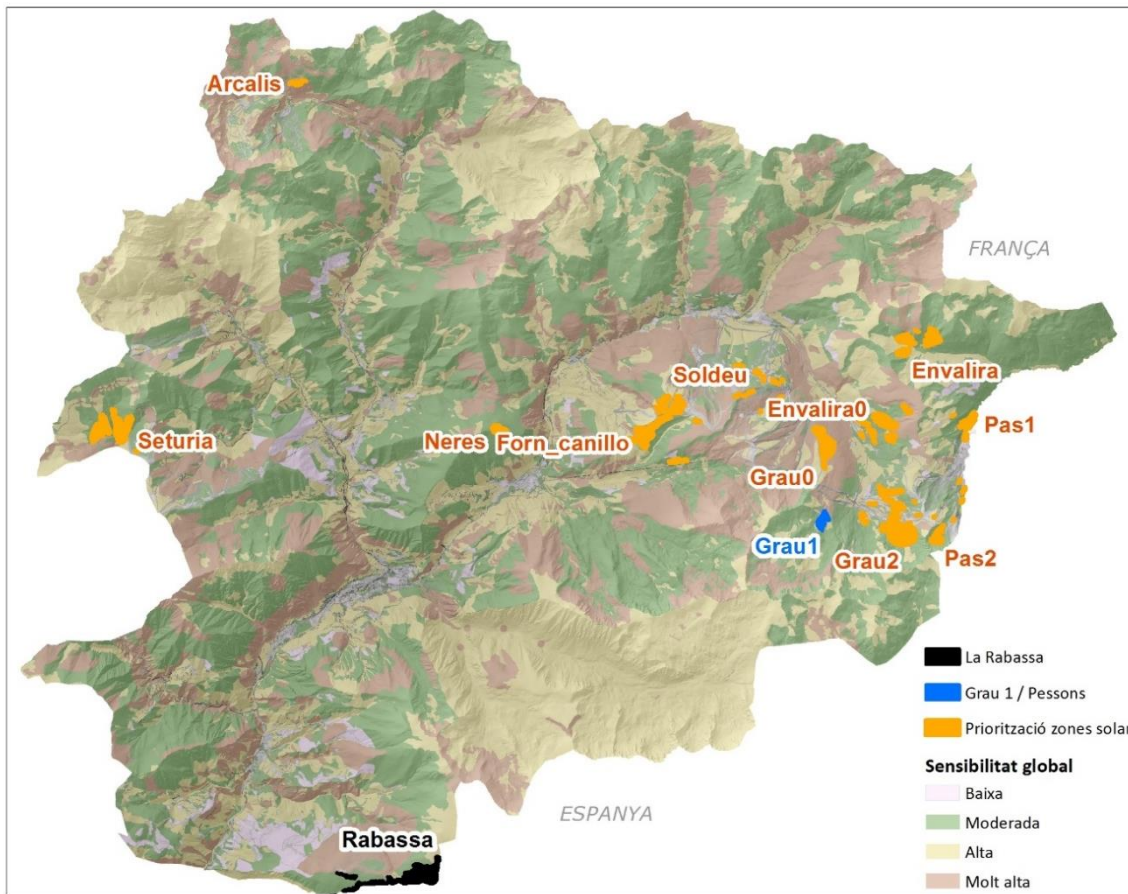 Arcalis
FRANÇA
Envalira
Soldeu
Envalira0
Pas1
Seturia
Neres
Forn_canillo
Grau0
Grau1
Grau2
Pas2
La Rabassa
Grau 1 / Pessons
Priorització zones solar
Sensibilitat global
Baixa
Moderada
Alta
Molt alta
ESPANYA
Rabassa